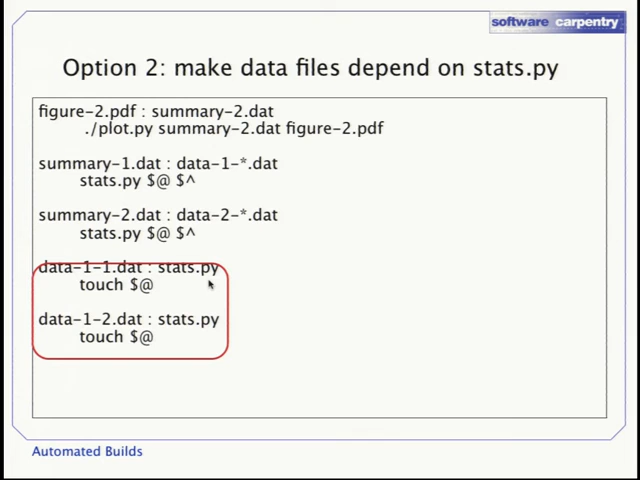 software carpentry
Option 2: make data files depend on stats.py
figure-2.pdf : summary-2.dat
./plot.py summary-2.dat figure-2.pdf
summary-1.dat : data-1-*.dat
stats.py $@ $^
summary-2.dat : data-2-*.dat
stats.py $@ $^
data-1-1.dat : stats.py
touch $@
data-1-2.dat : stats.py
touch $@
Automated Builds